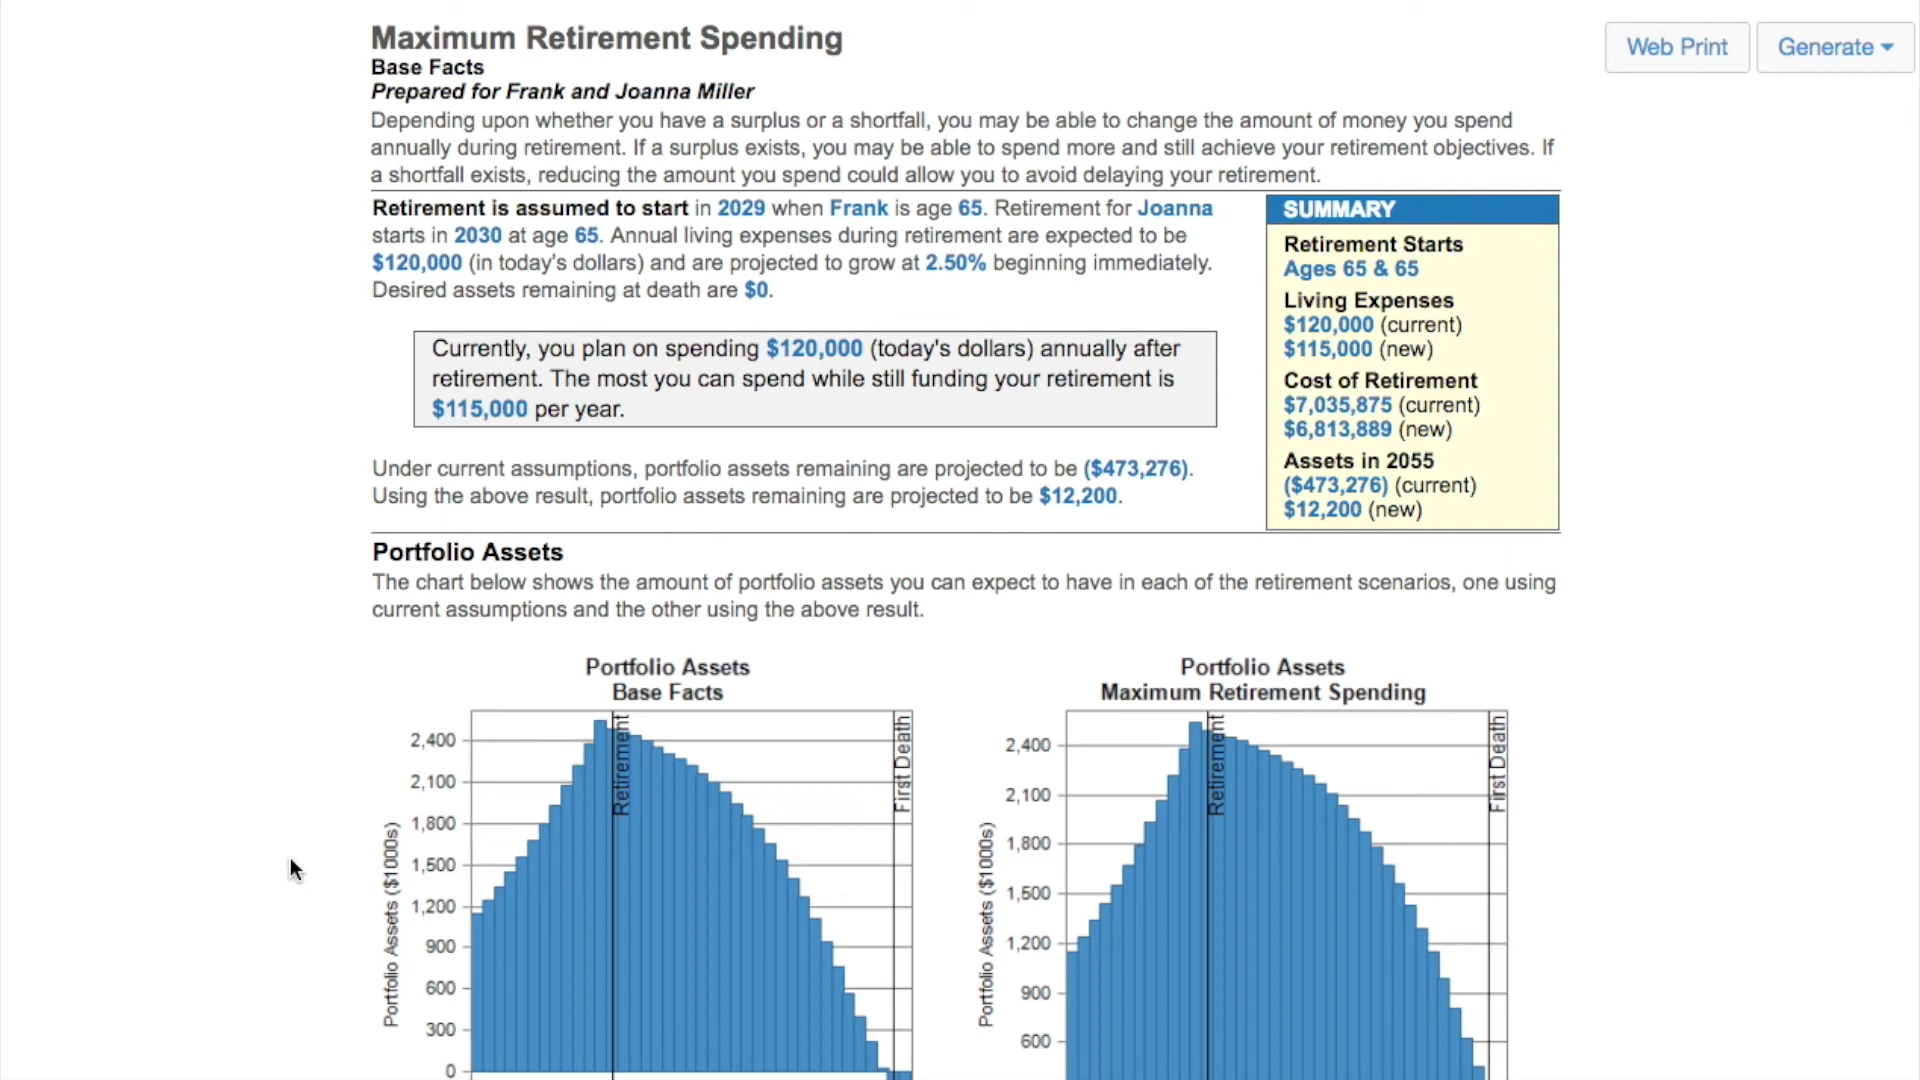 Maximum Retirement Spending
Web Print
Generate
Base Facts
Prepared for Frank and Joanna Miller
Depending upon whether you have a surplus or a shortfall, you may be able to change the amount of money you spend
annually during retirement. If a surplus exists, you may be able to spend more and still achieve your retirement objectives. If
a shortfall exists, reducing the amount you spend could allow you to avoid delaying your retirement.
Retirement is assumed to start in 2029 when Frank is age 65. Retirement for Joanna
starts in 2030 at age 65. Annual living expenses during retirement are expected to be
$120,000 (in today's dollars) and are projected to grow at 2.50% beginning immediately.
Desired assets remaining at death are $0.
Currently, you plan on spending $120,000 (today's dollars) annually after
retirement. The most you can spend while still funding your retirement is
$115,000 per year.
Under current assumptions, portfolio assets remaining are projected to be ($473,276).
Using the above result, portfolio assets remaining are projected to be $12,200.
SUMMARY
Retirement Starts
Ages 65 & 65
Living Expenses
$120,000 (current)
$115,000 (new)
Cost of Retirement
$7,035,875 (current)
$6,813,889 (new)
Assets in 2055
($473,276) (current)
$12,200 (new)
Portfolio Assets
The chart below shows the amount of portfolio assets you can expect to have in each of the retirement scenarios, one using
current assumptions and the other using the above result.
Portfolio Assets
Base Facts
Portfolio Assets ($1000s)
2,400
2,100
1,800
1,500
1,200
900
600
300
0
Retirement
First Death
Portfolio Assets
Maximum Retirement Spending
Portfolio Assets ($1000s)
2,400
2,100
1,800
1,500
1,200
900
600
Retirement
First Death